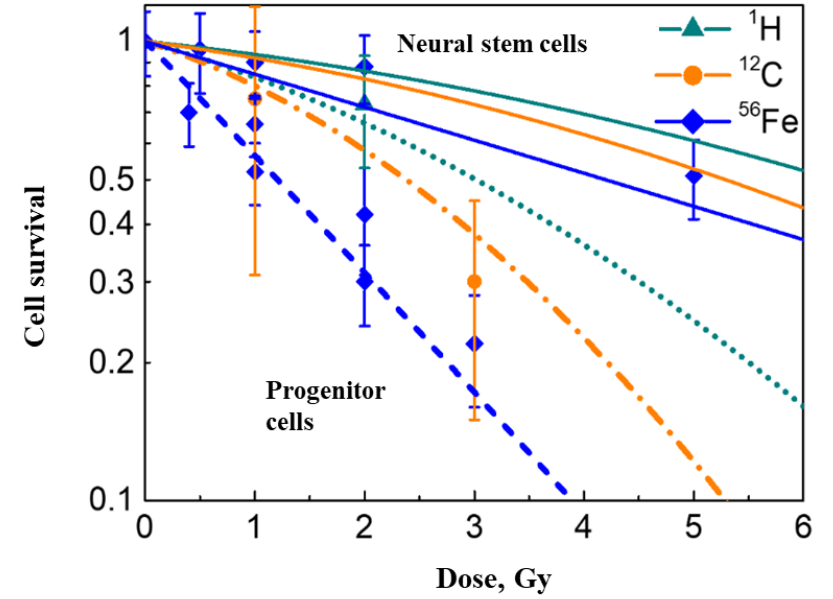 Neural stem cells
¹H
¹²C
⁵⁶Fe
1
0.5
0.4
0.3
0.2
0.1
Cell survival
Progenitor
cells
0 1 2 3 4 5 6
Dose, Gy